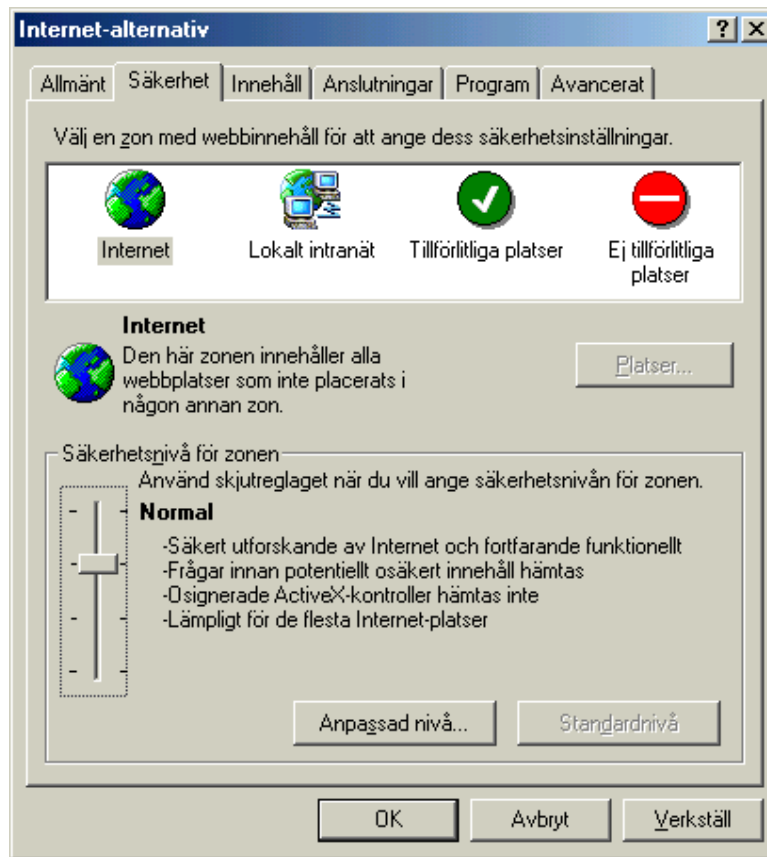 Internet-alternativ
Allmänt Säkerhet Innehåll Anslutningar Program Avancerat
Välj en zon med webbinnehåll för att ange dess säkerhetsinställningar.
Internet Lokalt intranät Tillförlitliga platser Ej tillförlitliga
platser
Internet
Den här zonen innehåller alla
webbplatser som inte placerats i
någon annan zon.
Platser...
Säkerhetsnivå för zonen
Använd skjutreglaget när du vill ange säkerhetsnivån för zonen.
Normal
-Säkert utforskande av Internet och fortfarande funktionellt
-Frågar innan potentiellt osäkert innehåll hämtas
-Osignerade ActiveX-kontroller hämtas inte
-Lämpligt för de flesta Internet-platser
Anpassad nivå... Standardnivå
OK Avbryt Verkställ